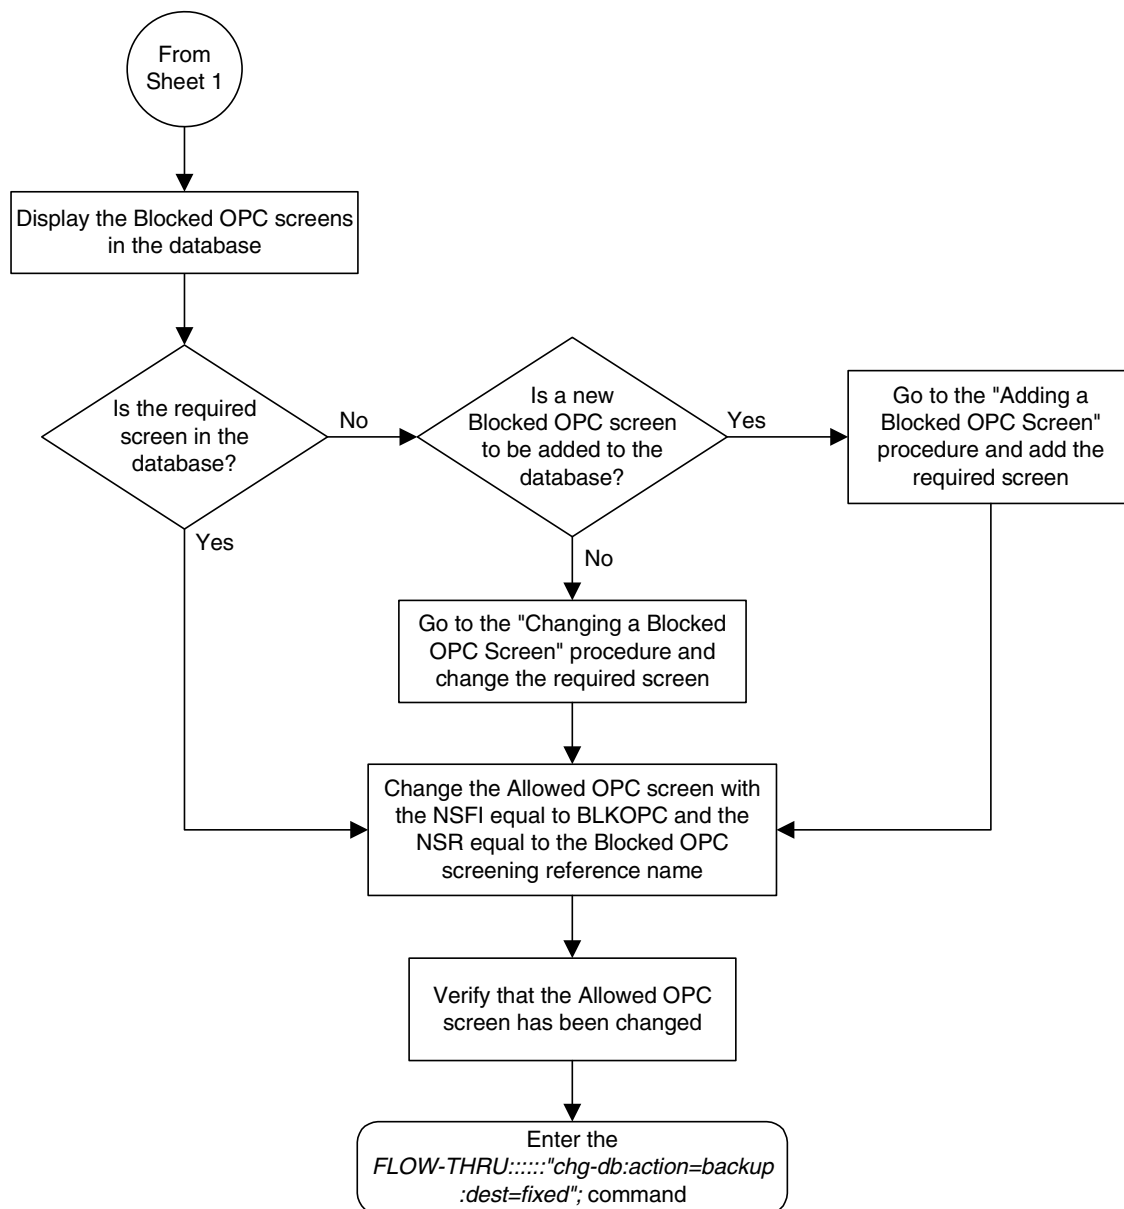 From
Sheet 1
Display the Blocked OPC screens
in the database
Is the required
screen in the
database?
No
Yes
Is a new
Blocked OPC screen
to be added to the
database?
Yes
No
Go to the "Adding a
Blocked OPC Screen"
procedure and add the
required screen
Go to the "Changing a Blocked
OPC Screen" procedure and
change the required screen
Change the Allowed OPC screen with
the NSFI equal to BLKOPC and the
NSR equal to the Blocked OPC
screening reference name
Verify that the Allowed OPC
screen has been changed
Enter the
FLOW-THRU::::::"chg-db:action=backup
:dest=fixed"; command